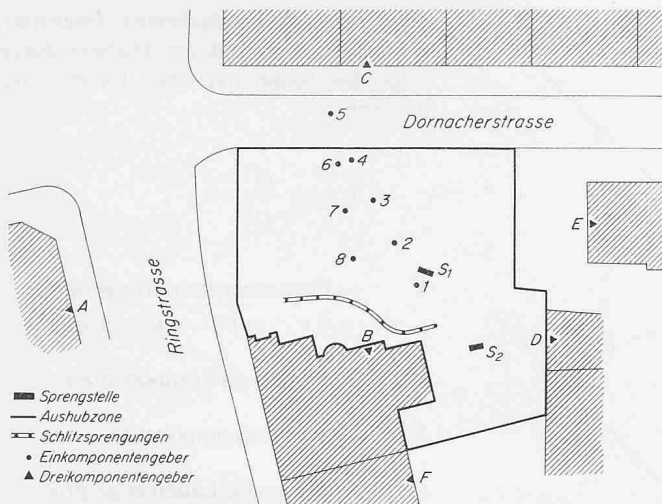 C
5
Dornacherstrasse
6
4
3
7
2
8
S1
1
E
A
Ringstrasse
B
S2
D
F
Sprengstelle
Aushubzone
Schlitzsprengungen
Einkomponentengeber
Dreikomponentengeber